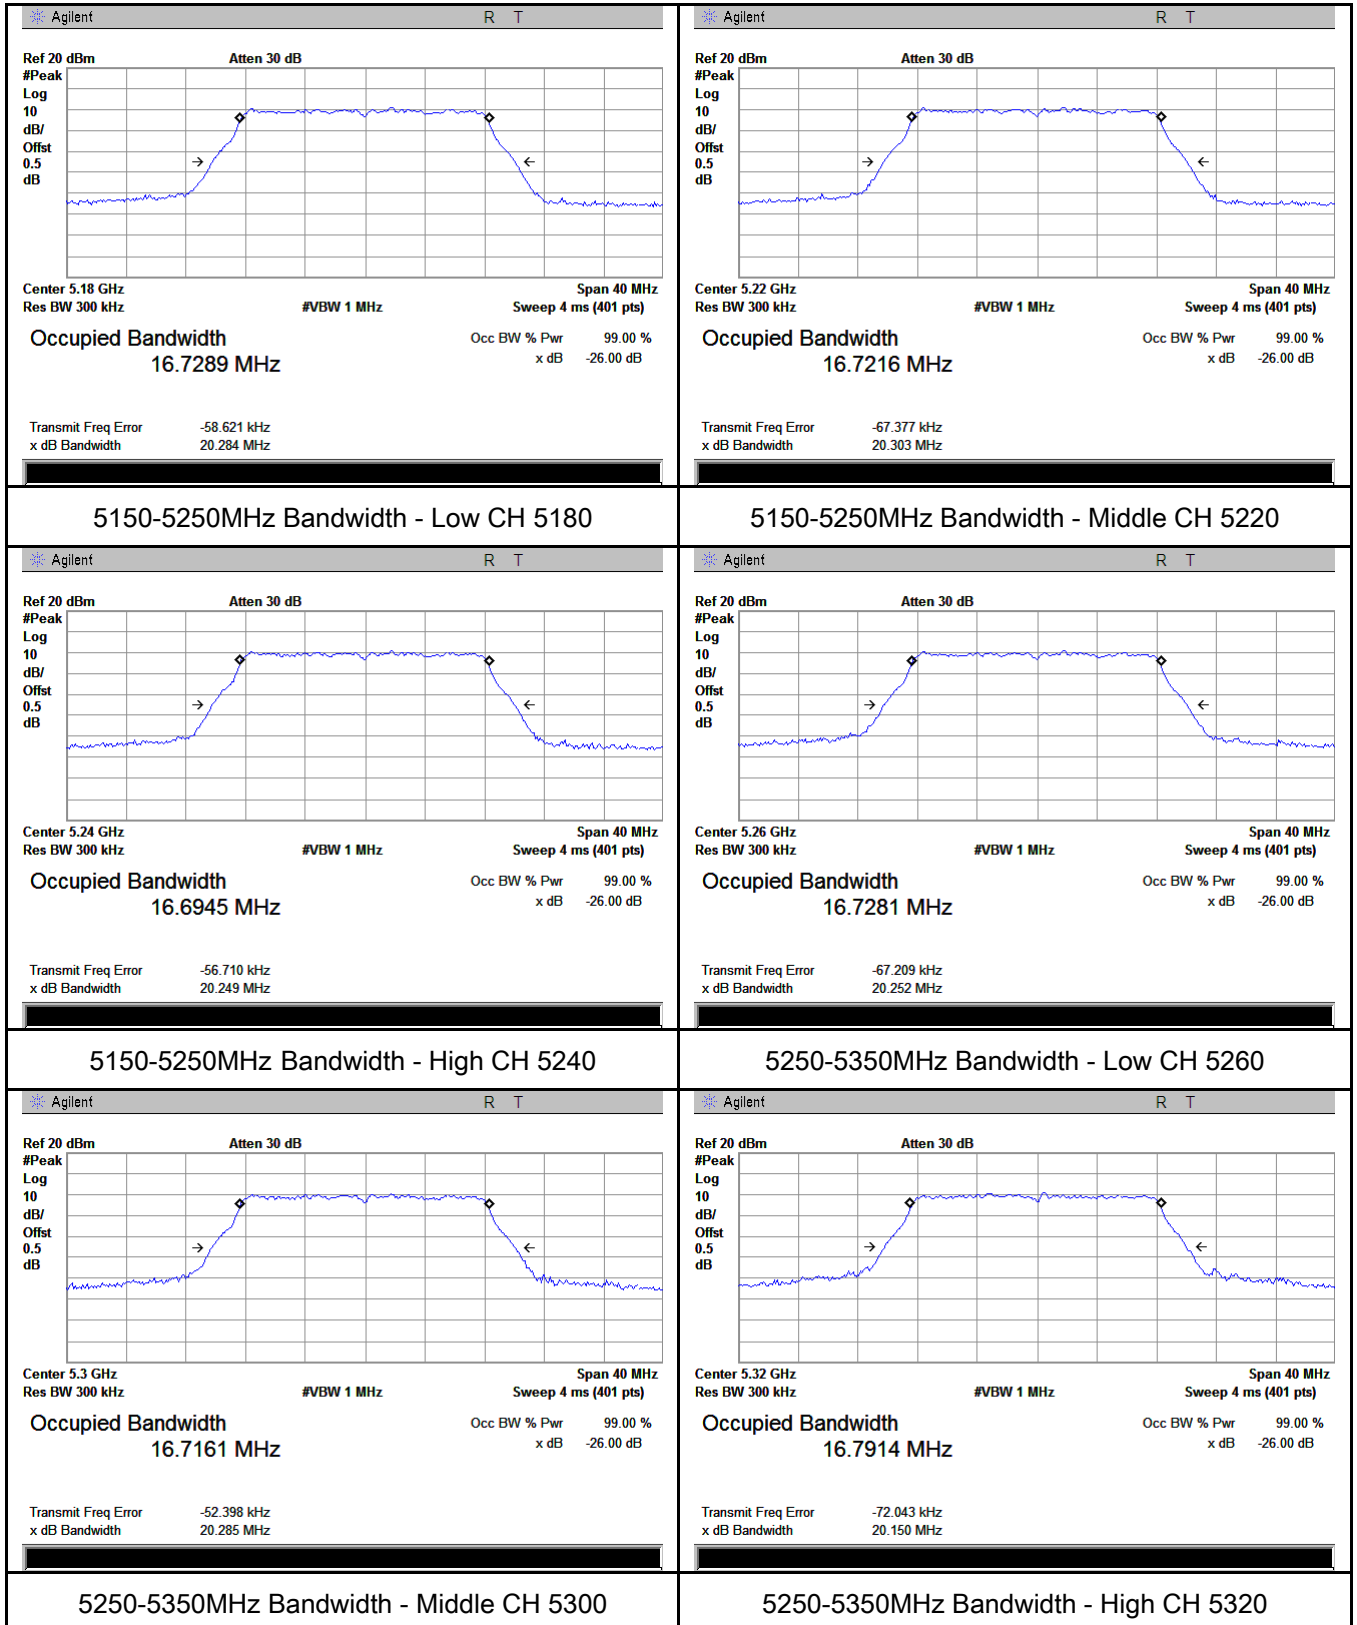 Agilent R T
Ref 20 dBm Atten 30 dB
#Peak
Log
10
dB/
Offst
0.5
dB
Center 5.18 GHz Span 40 MHz
Res BW 300 kHz #VBW 1 MHz Sweep 4 ms (401 pts)
Occupied Bandwidth Occ BW % Pwr 99.00 %
16.7289 MHz x dB -26.00 dB
Transmit Freq Error -58.621 kHz
x dB Bandwidth 20.284 MHz
5150-5250MHz Bandwidth - Low CH 5180
Agilent R T
Ref 20 dBm Atten 30 dB
#Peak
Log
10
dB/
Offst
0.5
dB
Center 5.22 GHz Span 40 MHz
Res BW 300 kHz #VBW 1 MHz Sweep 4 ms (401 pts)
Occupied Bandwidth Occ BW % Pwr 99.00 %
16.7216 MHz x dB -26.00 dB
Transmit Freq Error -67.377 kHz
x dB Bandwidth 20.303 MHz
5150-5250MHz Bandwidth - Middle CH 5220
Agilent R T
Ref 20 dBm Atten 30 dB
#Peak
Log
10
dB/
Offst
0.5
dB
Center 5.24 GHz Span 40 MHz
Res BW 300 kHz #VBW 1 MHz Sweep 4 ms (401 pts)
Occupied Bandwidth Occ BW % Pwr 99.00 %
16.6945 MHz x dB -26.00 dB
Transmit Freq Error -56.710 kHz
x dB Bandwidth 20.249 MHz
5150-5250MHz Bandwidth - High CH 5240
Agilent R T
Ref 20 dBm Atten 30 dB
#Peak
Log
10
dB/
Offst
0.5
dB
Center 5.26 GHz Span 40 MHz
Res BW 300 kHz #VBW 1 MHz Sweep 4 ms (401 pts)
Occupied Bandwidth Occ BW % Pwr 99.00 %
16.7281 MHz x dB -26.00 dB
Transmit Freq Error -67.209 kHz
x dB Bandwidth 20.252 MHz
5250-5350MHz Bandwidth - Low CH 5260
Agilent R T
Ref 20 dBm Atten 30 dB
#Peak
Log
10
dB/
Offst
0.5
dB
Center 5.3 GHz Span 40 MHz
Res BW 300 kHz #VBW 1 MHz Sweep 4 ms (401 pts)
Occupied Bandwidth Occ BW % Pwr 99.00 %
16.7161 MHz x dB -26.00 dB
Transmit Freq Error -52.398 kHz
x dB Bandwidth 20.285 MHz
5250-5350MHz Bandwidth - Middle CH 5300
Agilent R T
Ref 20 dBm Atten 30 dB
#Peak
Log
10
dB/
Offst
0.5
dB
Center 5.32 GHz Span 40 MHz
Res BW 300 kHz #VBW 1 MHz Sweep 4 ms (401 pts)
Occupied Bandwidth Occ BW % Pwr 99.00 %
16.7914 MHz x dB -26.00 dB
Transmit Freq Error -72.043 kHz
x dB Bandwidth 20.150 MHz
5250-5350MHz Bandwidth - High CH 5320